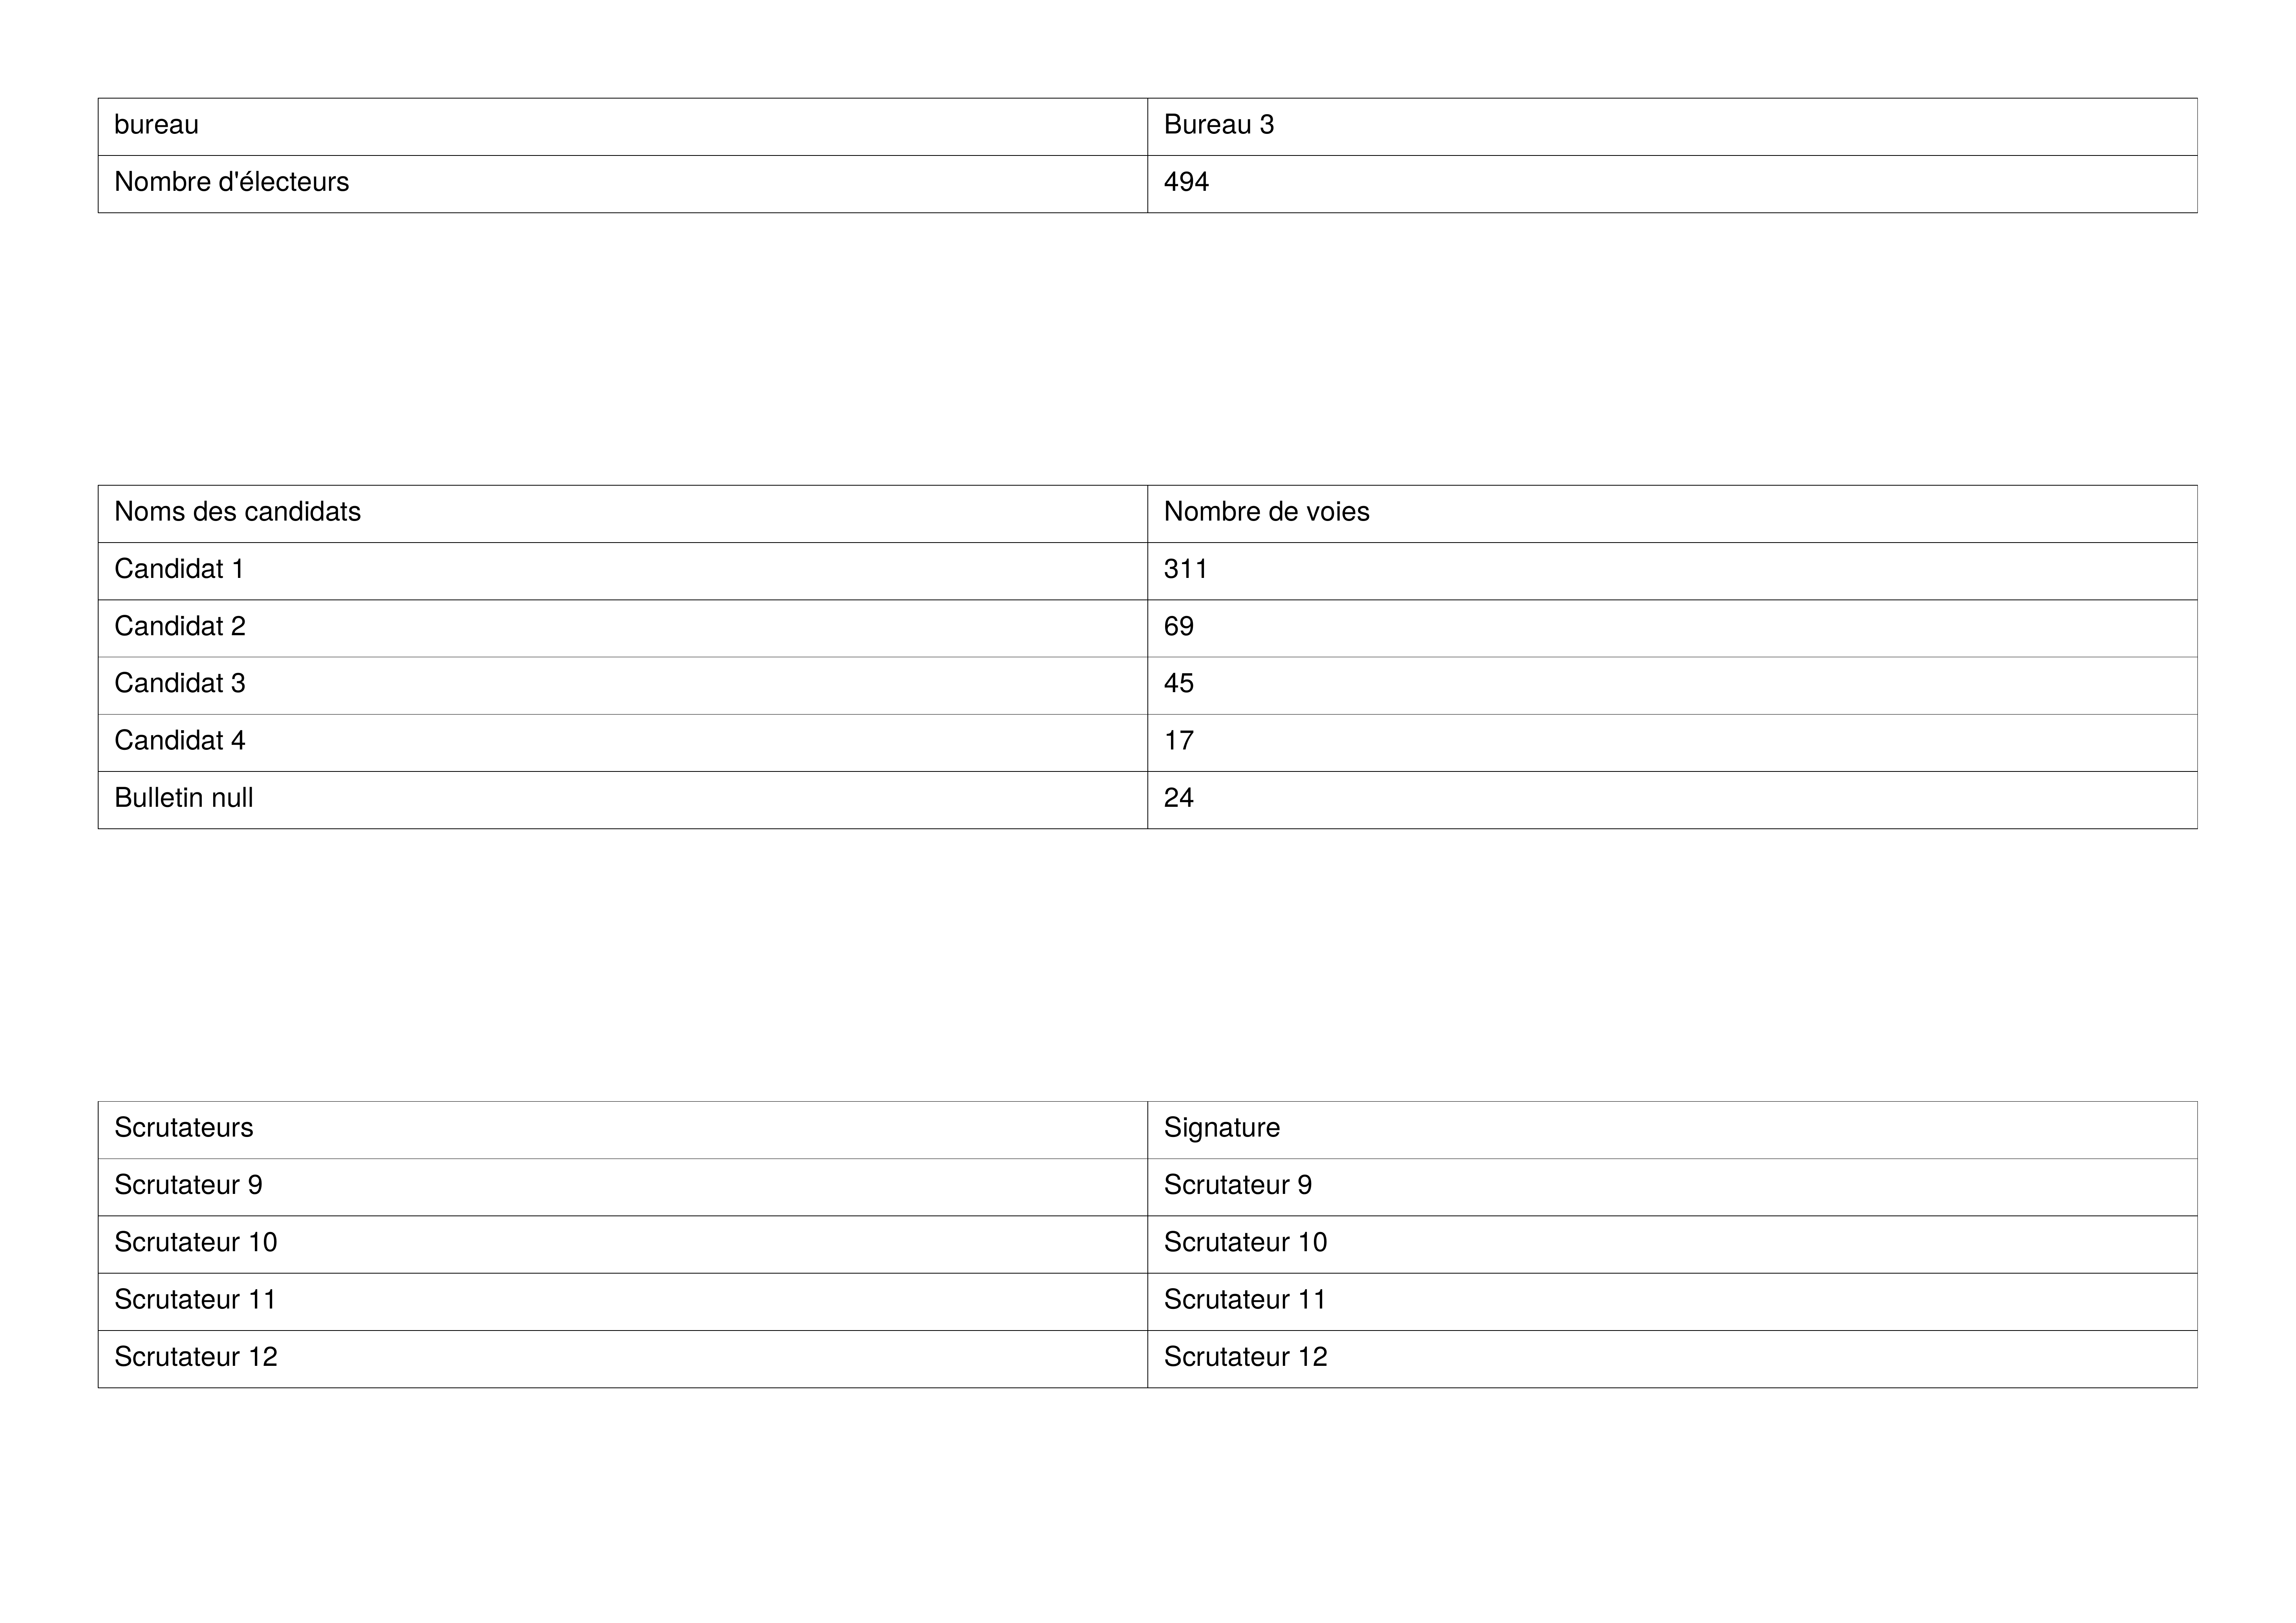 bureau Bureau 3
Nombre d'électeurs 494
Noms des candidats Nombre de voies
Candidat 1 311
Candidat 2 69
Candidat 3 45
Candidat 4 17
Bulletin null 24
Scrutateurs Signature
Scrutateur 9 Scrutateur 9
Scrutateur 10 Scrutateur 10
Scrutateur 11 Scrutateur 11
Scrutateur 12 Scrutateur 12